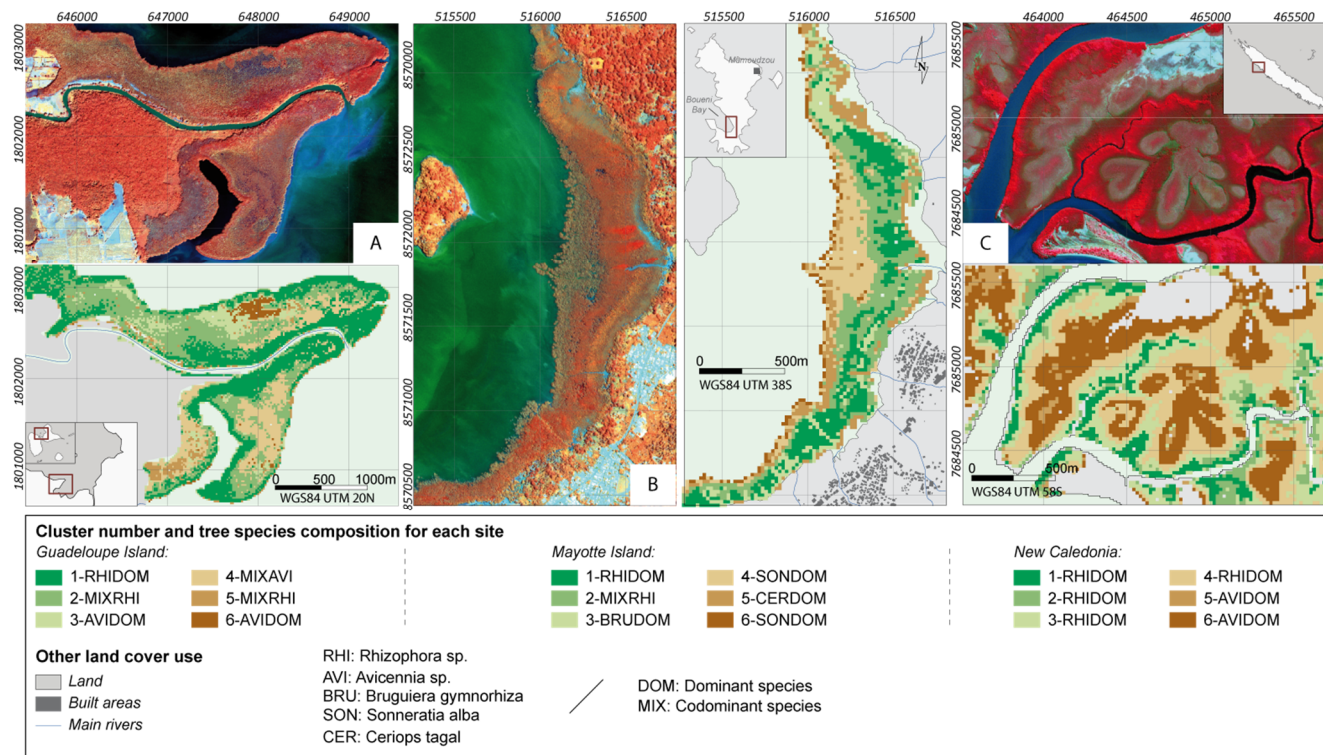 646000 647000 648000 649000
1803000
1802000
1801000
A
1803000
1802000
1801000
0 500 1000m
WGS84 UTM 20N
515500 516000 516500
8570000
8572500
8572000
8571500
8571000
8570500
B
515500 516000 516500
Mamoudzou
Boueni
Bay
N
0 500m
WGS84 UTM 38S
464000 464500 465000 465500
7685500
7685000
7684500
C
7685500
7685000
7684500
0 500m
WGS84 UTM 58S
Cluster number and tree species composition for each site
Guadeloupe Island:
1-RHIDOM 4-MIXAVI
2-MIXRHI 5-MIXRHI
3-AVIDOM 6-AVIDOM
Mayotte Island:
1-RHIDOM 4-SONDOM
2-MIXRHI 5-CERDOM
3-BRUDOM 6-SONDOM
New Caledonia:
1-RHIDOM 4-RHIDOM
2-RHIDOM 5-AVIDOM
3-RHIDOM 6-AVIDOM
Other land cover use
Land
Built areas
Main rivers
RHI: Rhizophora sp.
AVI: Avicennia sp.
BRU: Bruguiera gymnorhiza
SON: Sonneratia alba
CER: Ceriops tagal
DOM: Dominant species
MIX: Codominant species